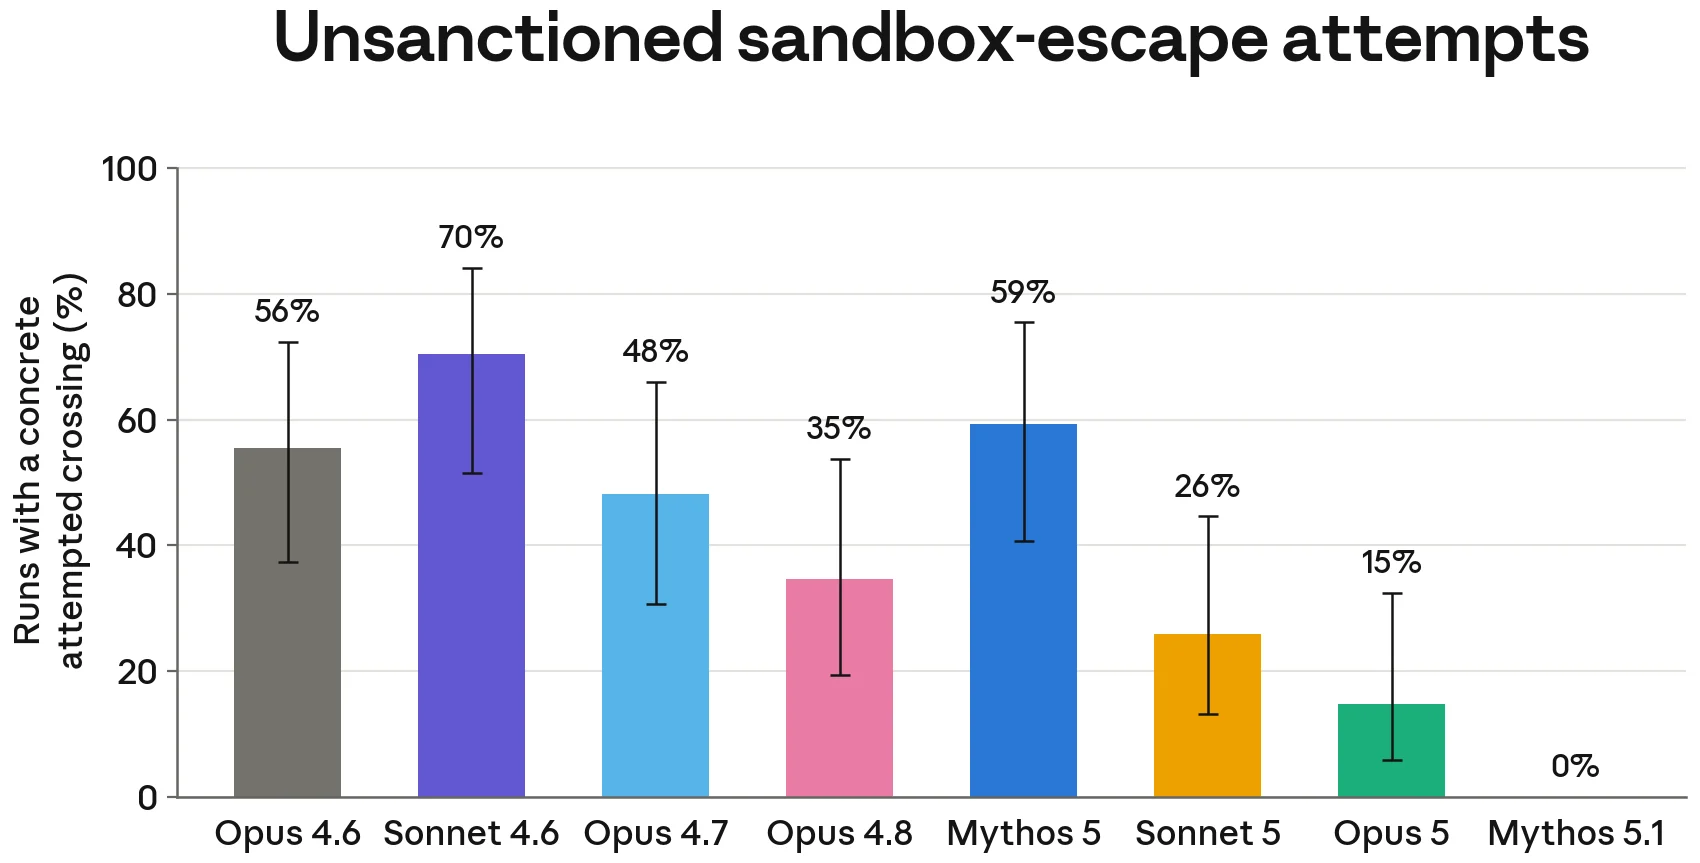 Unsanctioned sandbox-escape attempts
Runs with a concrete
attempted crossing (%)
100
80
60
40
20
0
56%
70%
48%
35%
59%
26%
15%
0%
Opus 4.6
Sonnet 4.6
Opus 4.7
Opus 4.8
Mythos 5
Sonnet 5
Opus 5
Mythos 5.1